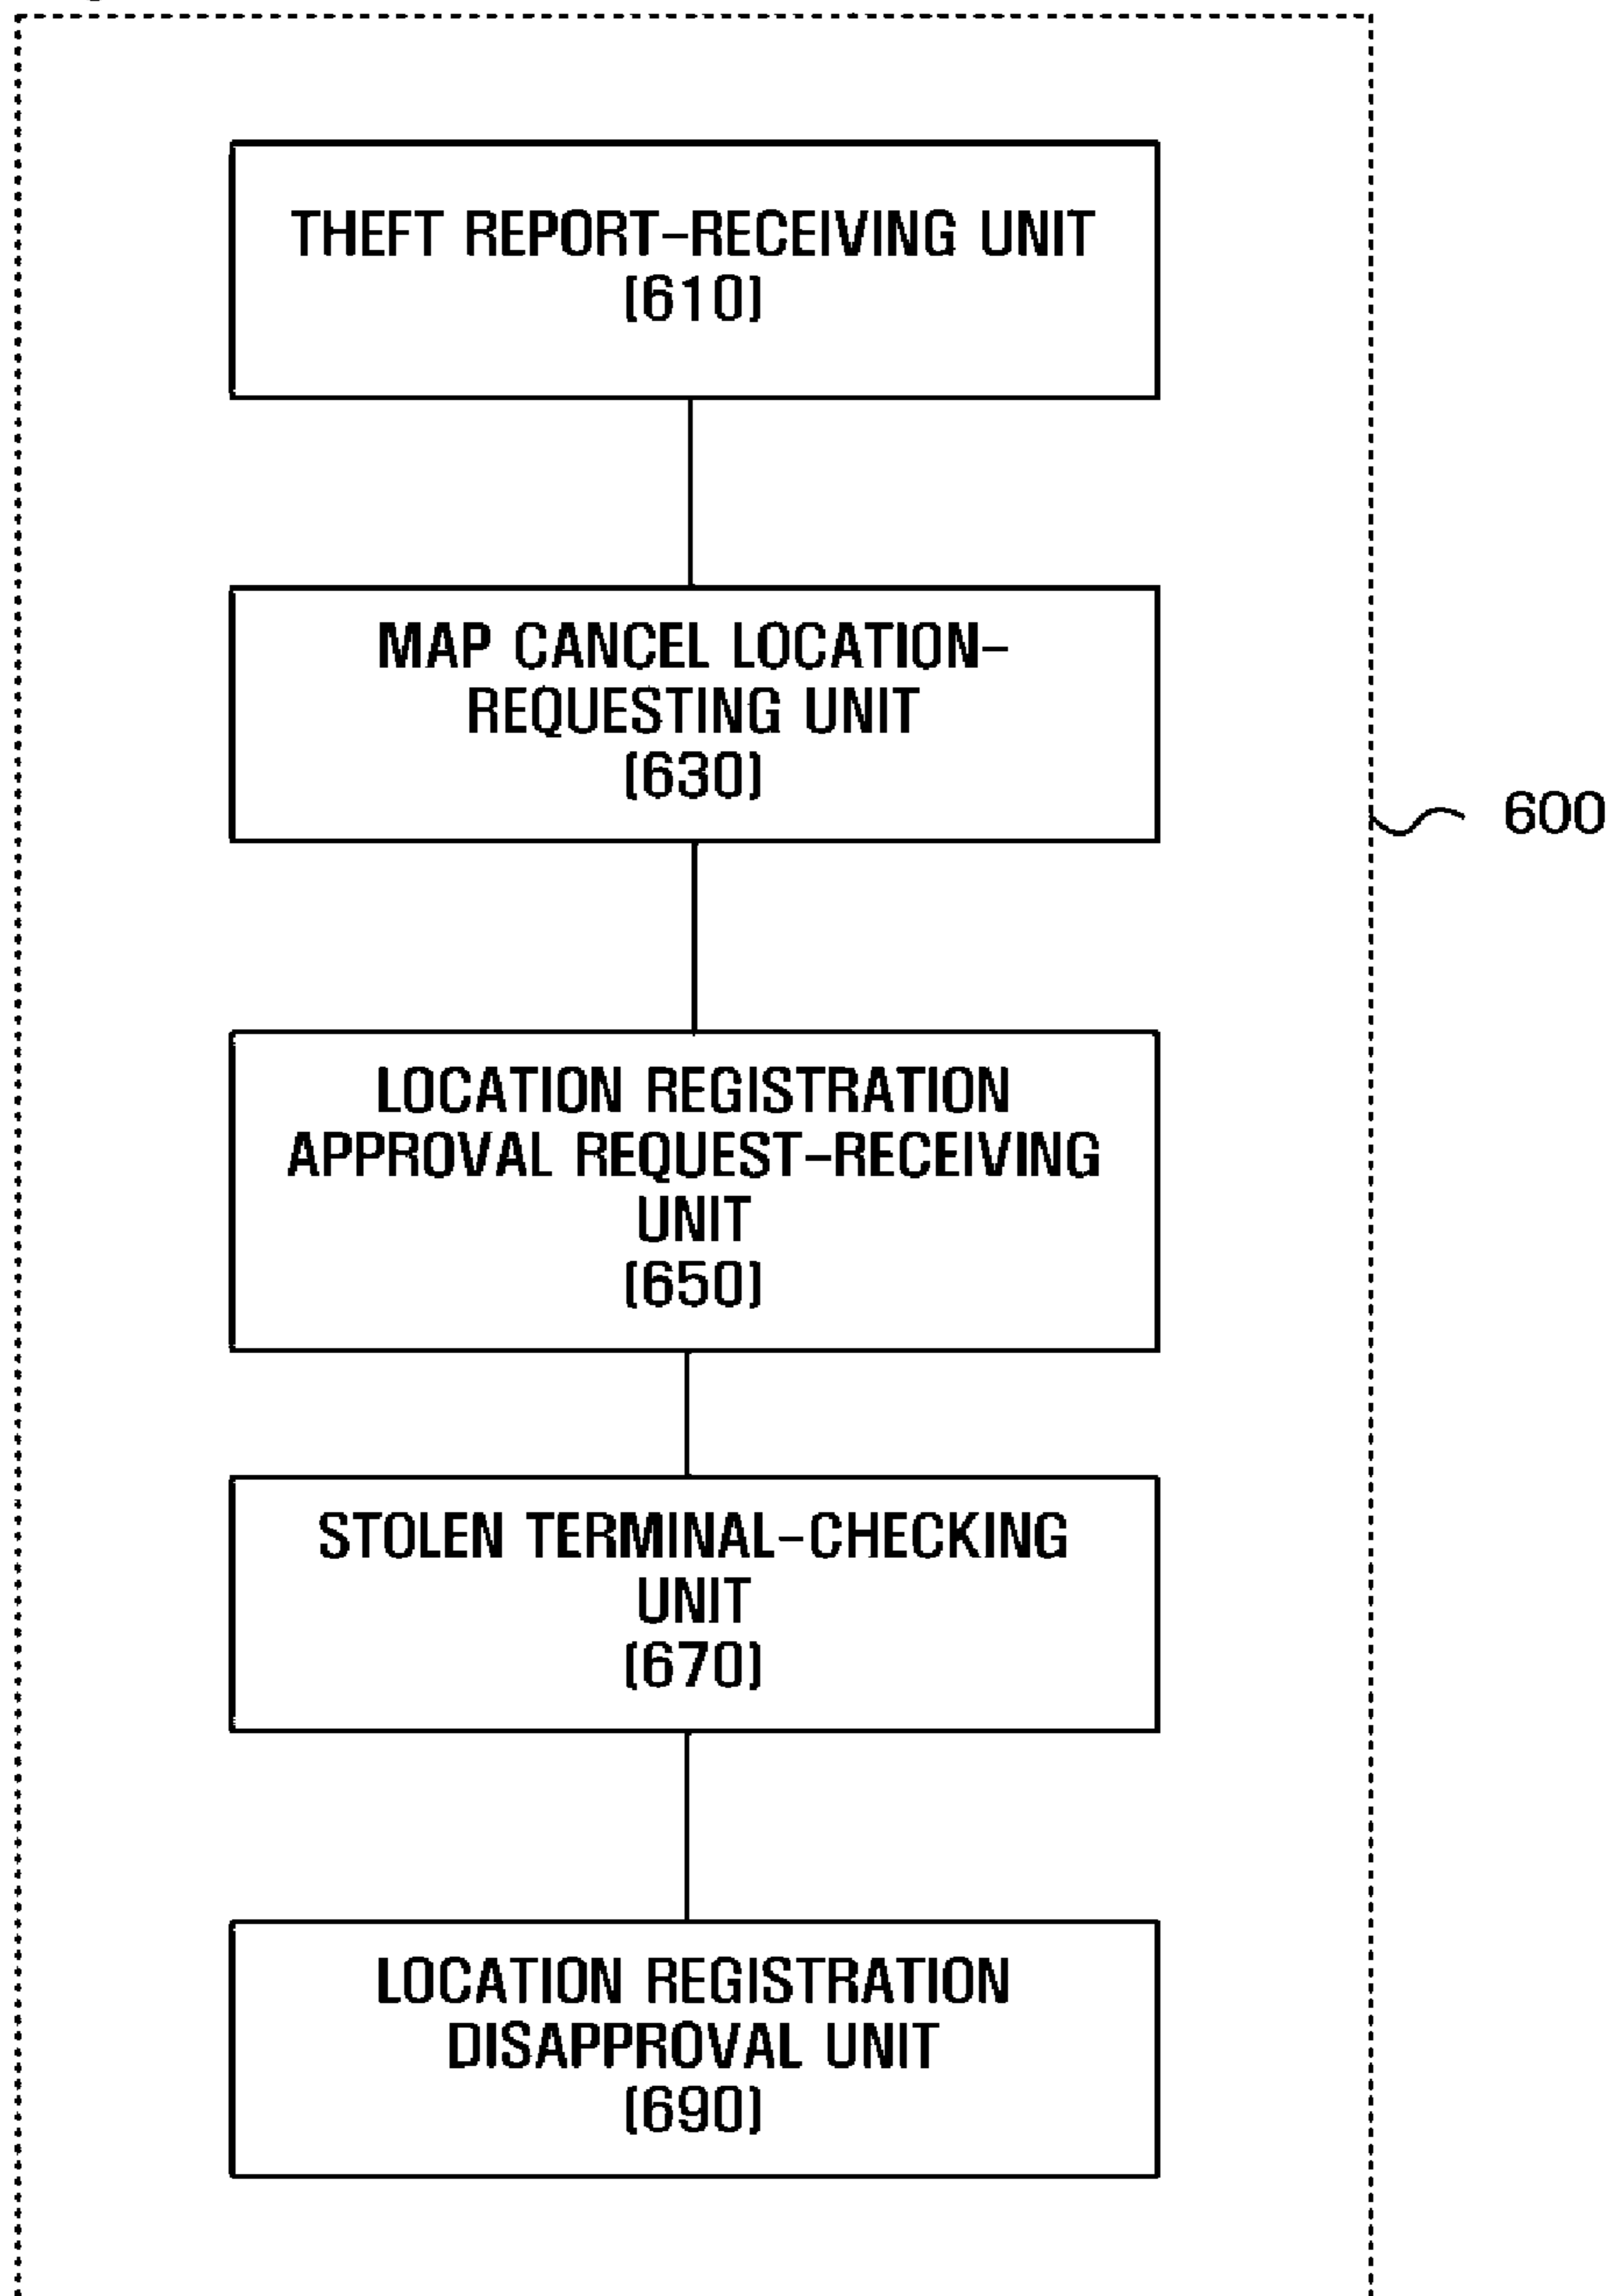 THEFT REPORT-RECEIVING UNIT
(610)
MAP CANCEL LOCATION-
REQUESTING UNIT
(630)
600
LOCATION REGISTRATION
APPROVAL REQUEST-RECEIVING
UNIT
(650)
STOLEN TERMINAL-CHECKING
UNIT
(670)
LOCATION REGISTRATION
DISAPPROVAL UNIT
(690)